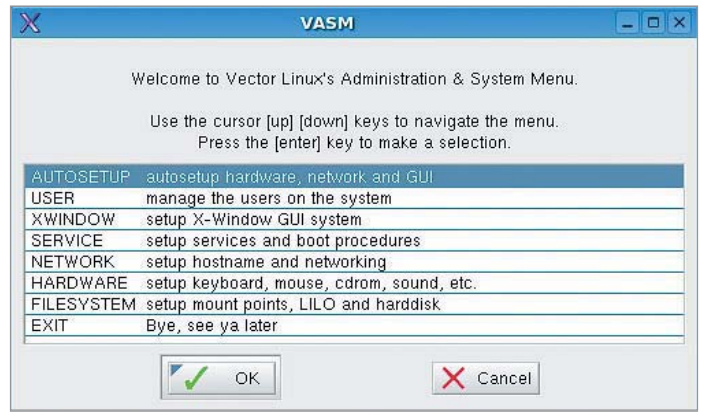 VASM
Welcome to Vector Linux's Administration & System Menu.
Use the cursor [up] [down] keys to navigate the menu.
Press the [enter] key to make a selection.
AUTOSETUP autosetup hardware, network and GUI
USER manage the users on the system
XWINDOW setup X-Window GUI system
SERVICE setup services and boot procedures
NETWORK setup hostname and networking
HARDWARE setup keyboard, mouse, cdrom, sound, etc.
FILESYSTEM setup mount points, LILO and harddisk
EXIT Bye, see ya later
OK Cancel